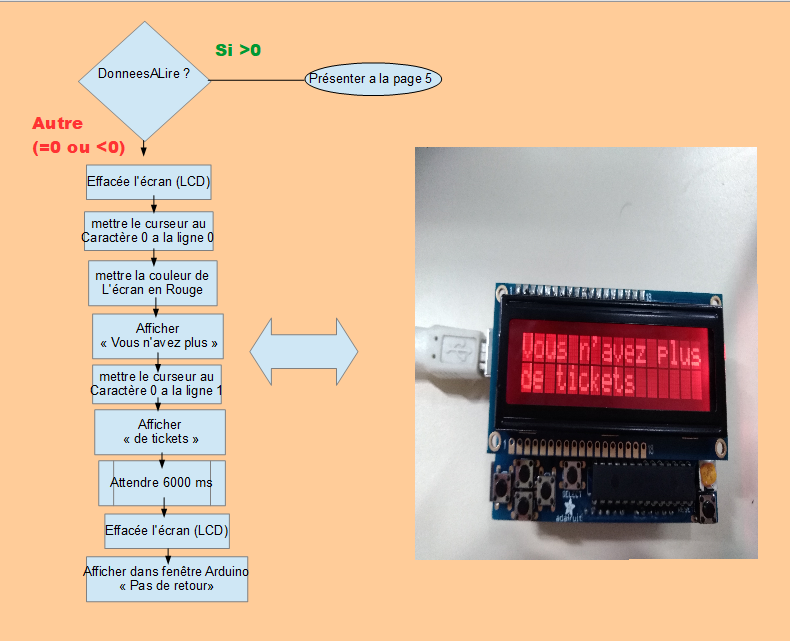 Si >0
DonneesALire ?
Présenter a la page 5
Autre
(=0 ou <0)
Effacée l'écran (LCD)
mettre le curseur au
Caractère 0 a la ligne 0
mettre la couleur de
L'écran en Rouge
Afficher
« Vous n'avez plus »
mettre le curseur au
Caractère 0 a la ligne 1
Afficher
« de tickets »
Attendre 6000 ms
Effacée l'écran (LCD)
Afficher dans fenêtre Arduino
« Pas de retour»
Vous n'avez plus
de tickets
SELECT
adafruit